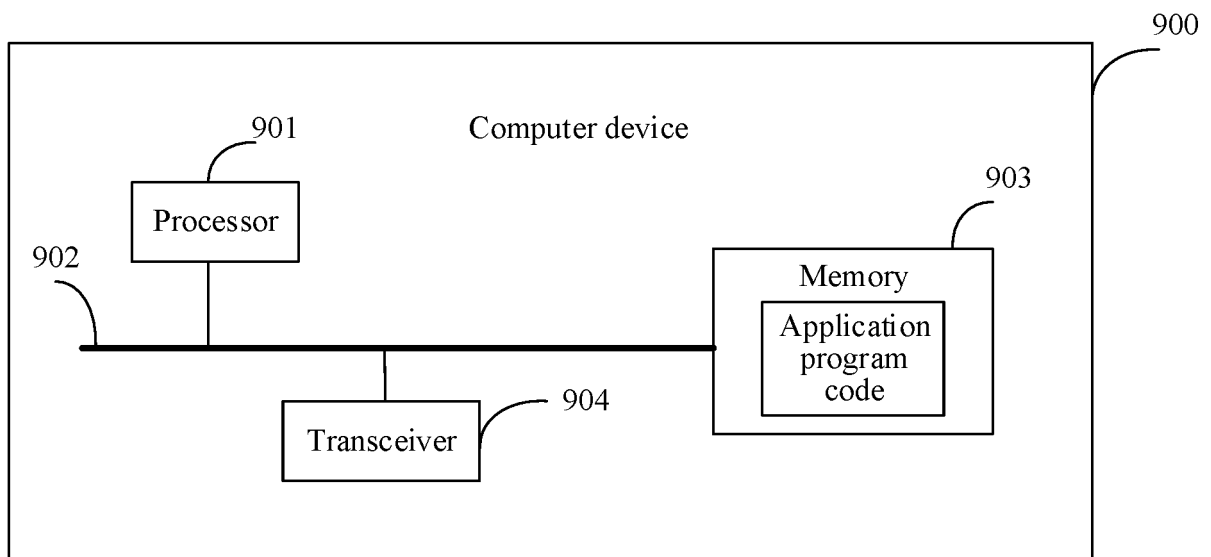 900
Computer device
901
Processor
902
903
Memory
Application
program
code
904
Transceiver